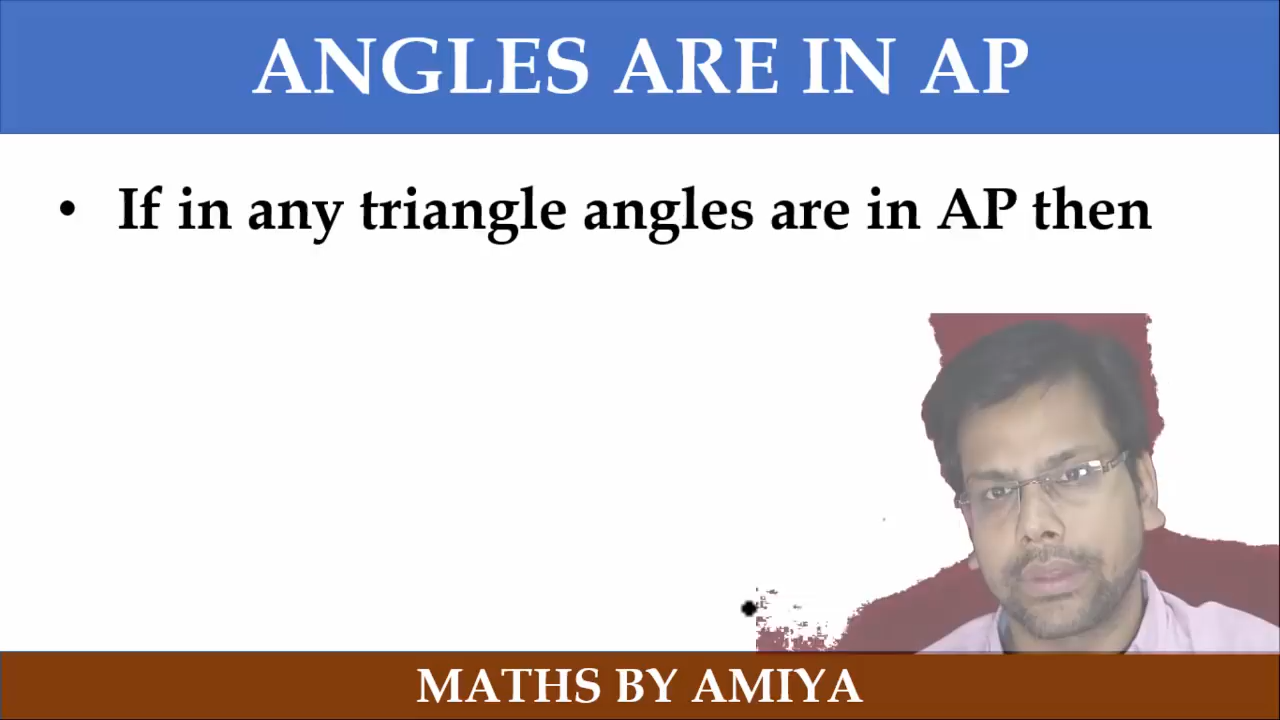 ANGLES ARE IN AP
• If in any triangle angles are in AP then
MATHS BY AMIYA